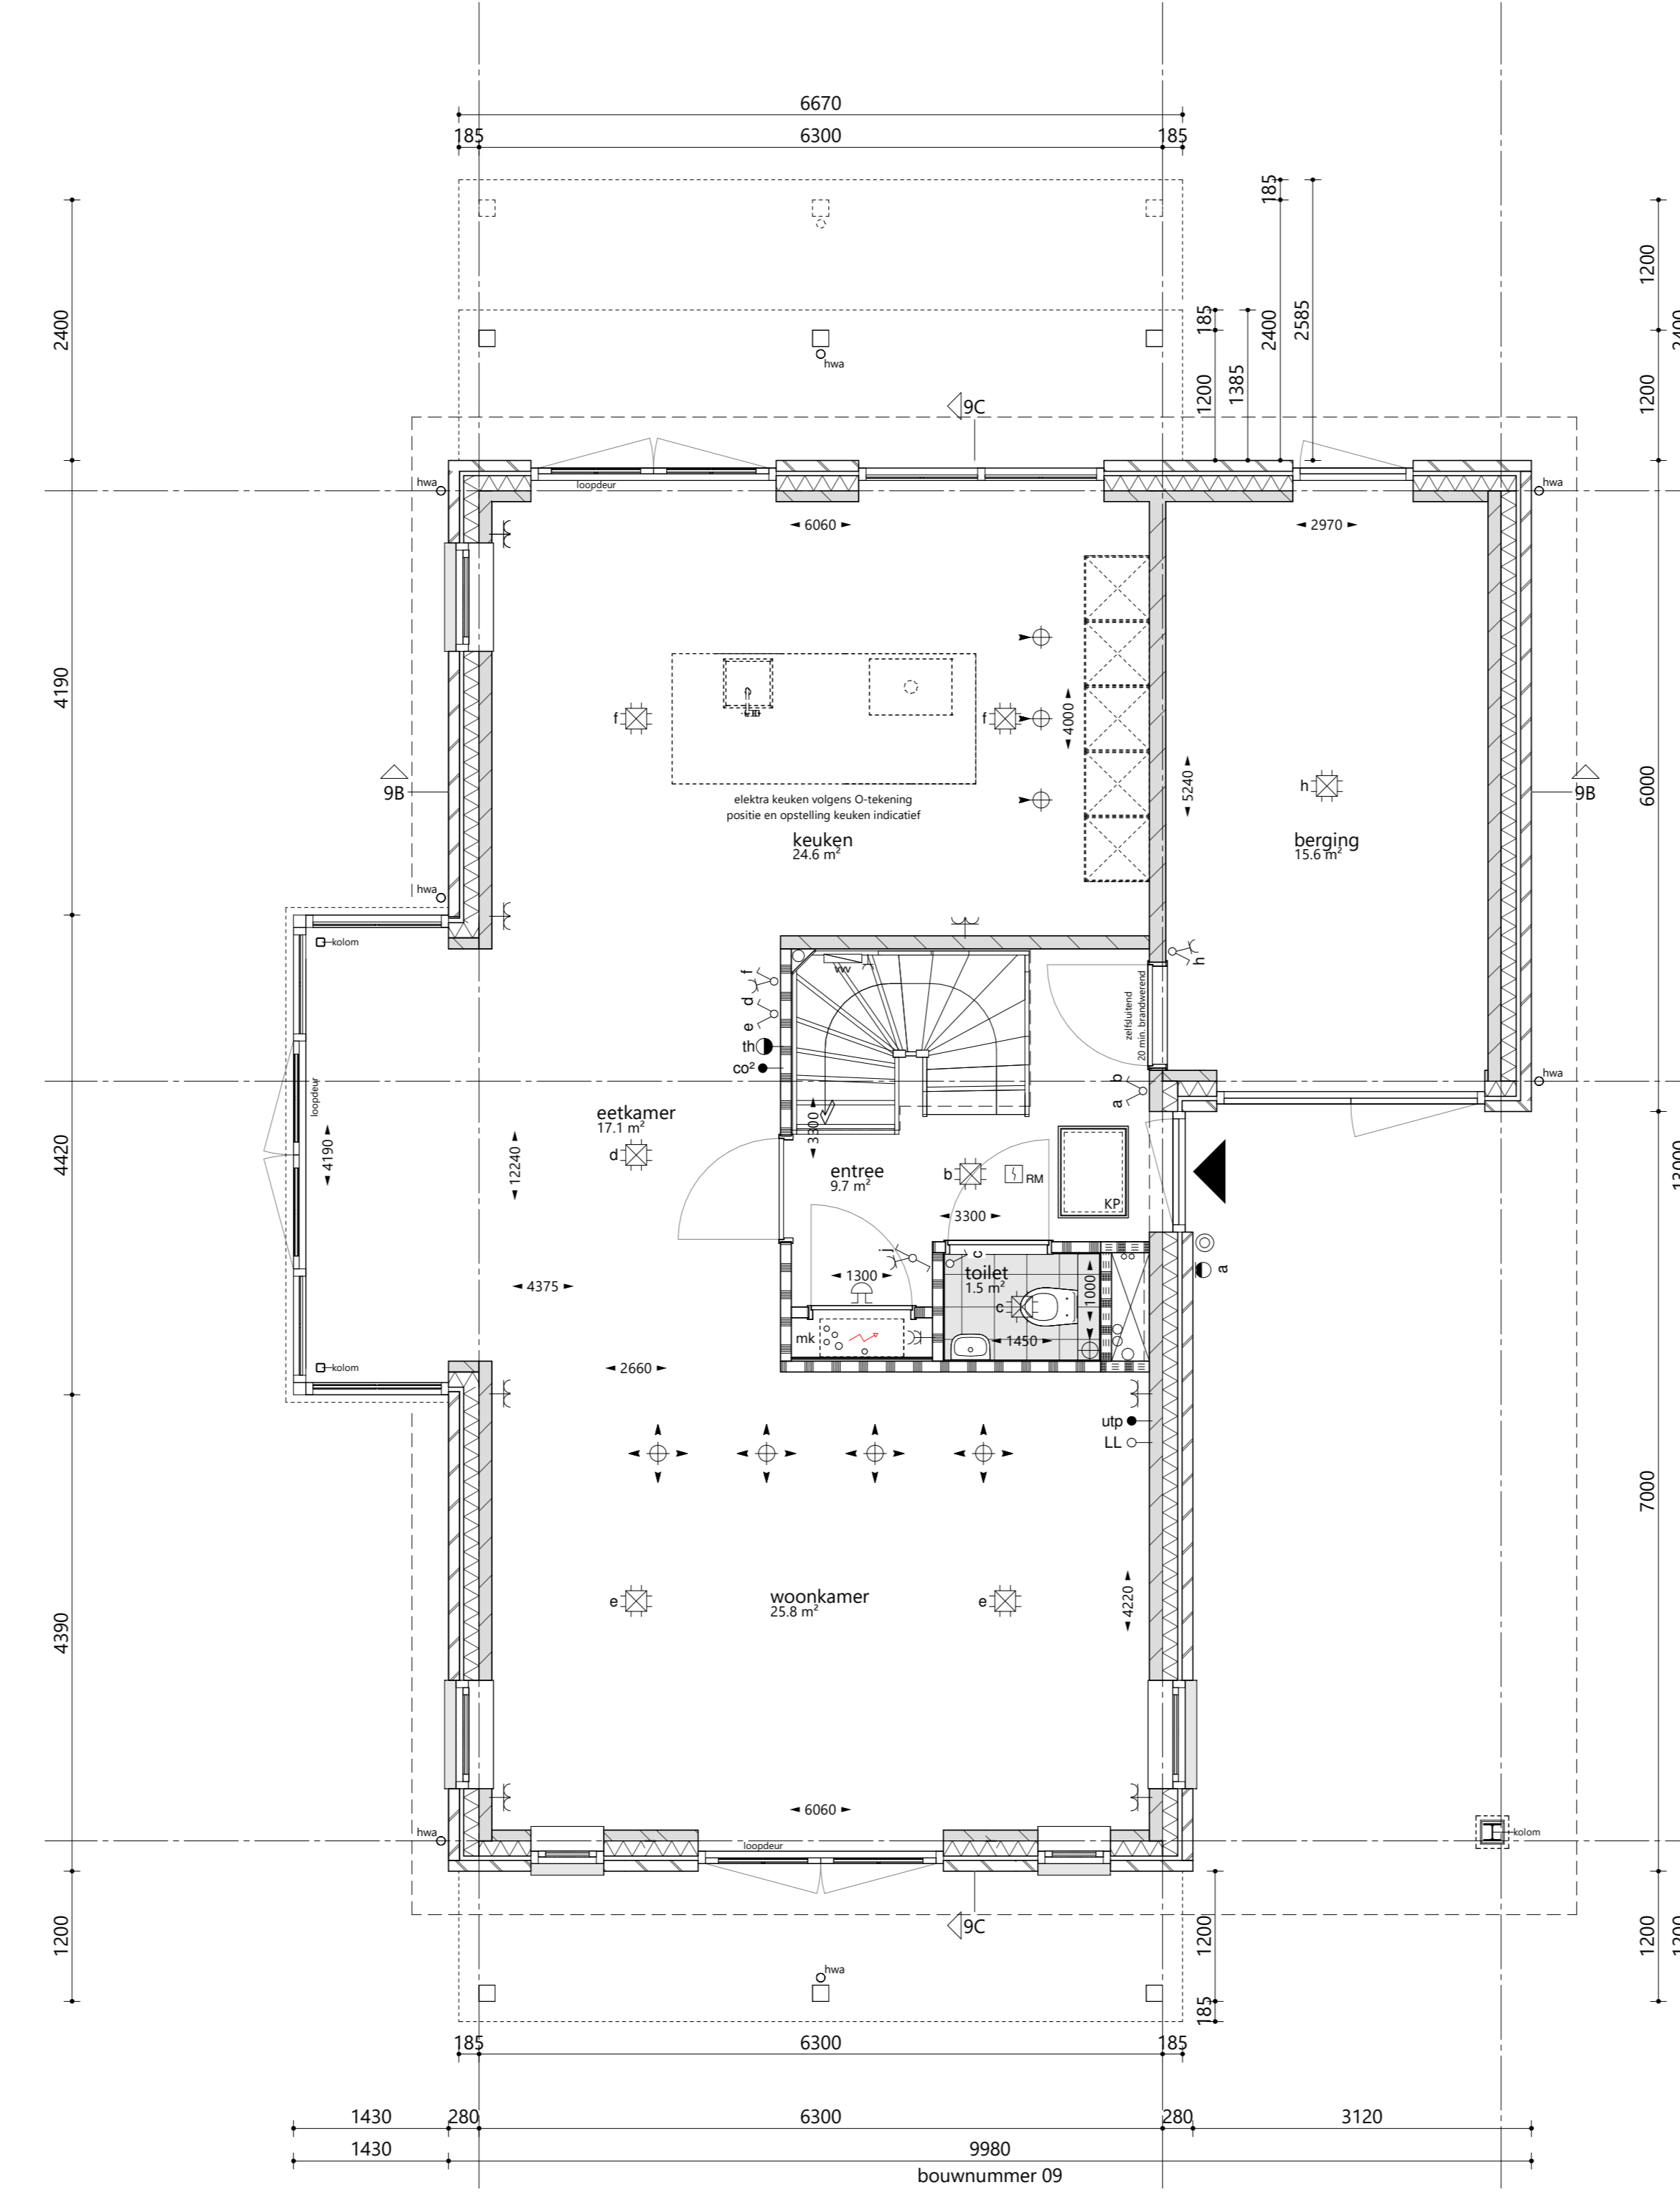 6670
185
6300
185
185
2400
2585
185
1200
1385
2400
1200
1200
2400
hwa
9C
hwa
loopdeur
hwa
6060
2970
4190
f
f
4000
5240
h
6000
9B
9B
elektra keuken volgens O-tekening
positie en opstelling keuken indicatief
keuken
24.6 m²
berging
15.6 m²
hwa
kolom
vvv
f
d
e
th
co²
h
zelfsluitend
20 min. brandwerend
hwa
loopdeur
a b
eetkamer
17.1 m²
d
4420
4190
12240
3300
entree
9.7 m²
b
RM
KP
3300
13000
j
c
toilet
1.5 m²
c
1000
1450
a
4375
1300
mk
kolom
2660
utp
LL
7000
4390
woonkamer
25.8 m²
e
e
4220
6060
hwa
loopdeur
kolom
9C
1200
1200
1200
1200
hwa
185
185
6300
185
1430
280
6300
280
3120
1430
9980
bouwnummer 09